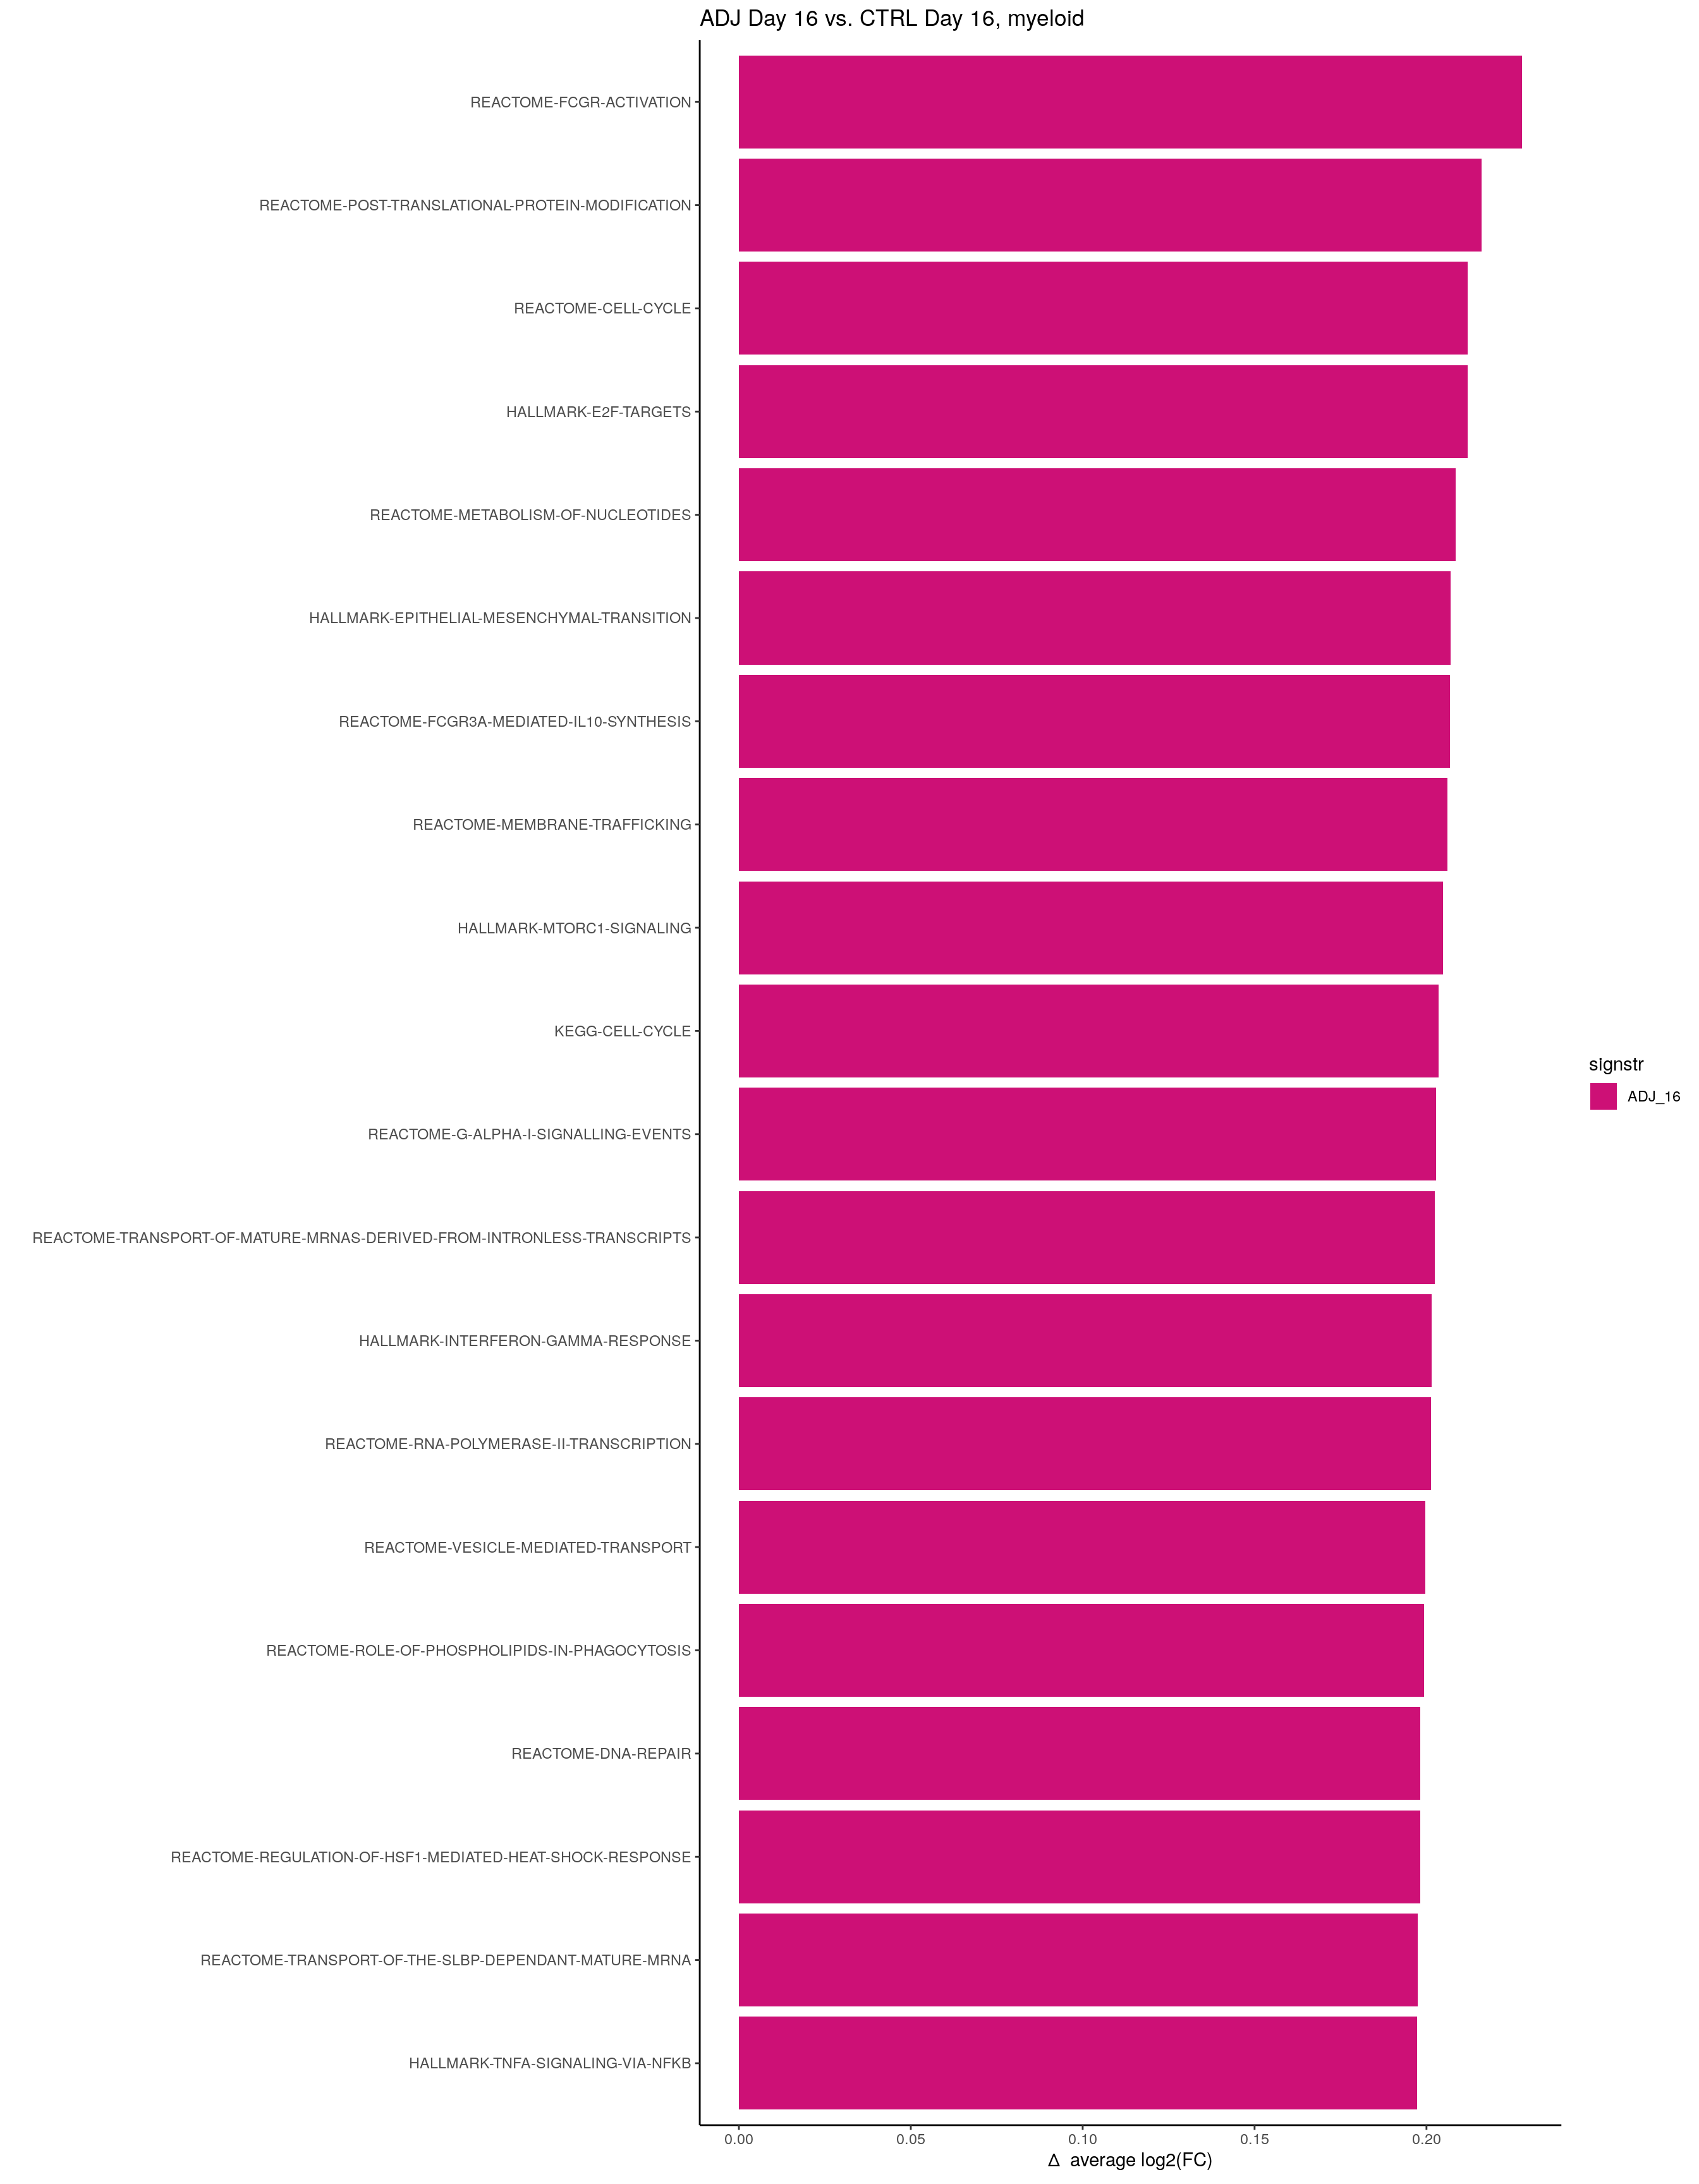 ADJ Day 16 vs. CTRL Day 16, myeloid
REACTOME-FCGR-ACTIVATION
REACTOME-POST-TRANSLATIONAL-PROTEIN-MODIFICATION
REACTOME-CELL-CYCLE
HALLMARK-E2F-TARGETS
REACTOME-METABOLISM-OF-NUCLEOTIDES
HALLMARK-EPITHELIAL-MESENCHYMAL-TRANSITION
REACTOME-FCGR3A-MEDIATED-IL10-SYNTHESIS
REACTOME-MEMBRANE-TRAFFICKING
HALLMARK-MTORC1-SIGNALING
KEGG-CELL-CYCLE
REACTOME-G-ALPHA-I-SIGNALLING-EVENTS
REACTOME-TRANSPORT-OF-MATURE-MRNAS-DERIVED-FROM-INTRONLESS-TRANSCRIPTS
HALLMARK-INTERFERON-GAMMA-RESPONSE
REACTOME-RNA-POLYMERASE-II-TRANSCRIPTION
REACTOME-VESICLE-MEDIATED-TRANSPORT
REACTOME-ROLE-OF-PHOSPHOLIPIDS-IN-PHAGOCYTOSIS
REACTOME-DNA-REPAIR
REACTOME-REGULATION-OF-HSF1-MEDIATED-HEAT-SHOCK-RESPONSE
REACTOME-TRANSPORT-OF-THE-SLBP-DEPENDANT-MATURE-MRNA
HALLMARK-TNFA-SIGNALING-VIA-NFKB
0.00 0.05 0.10 0.15 0.20
Δ average log2(FC)
signstr
ADJ_16